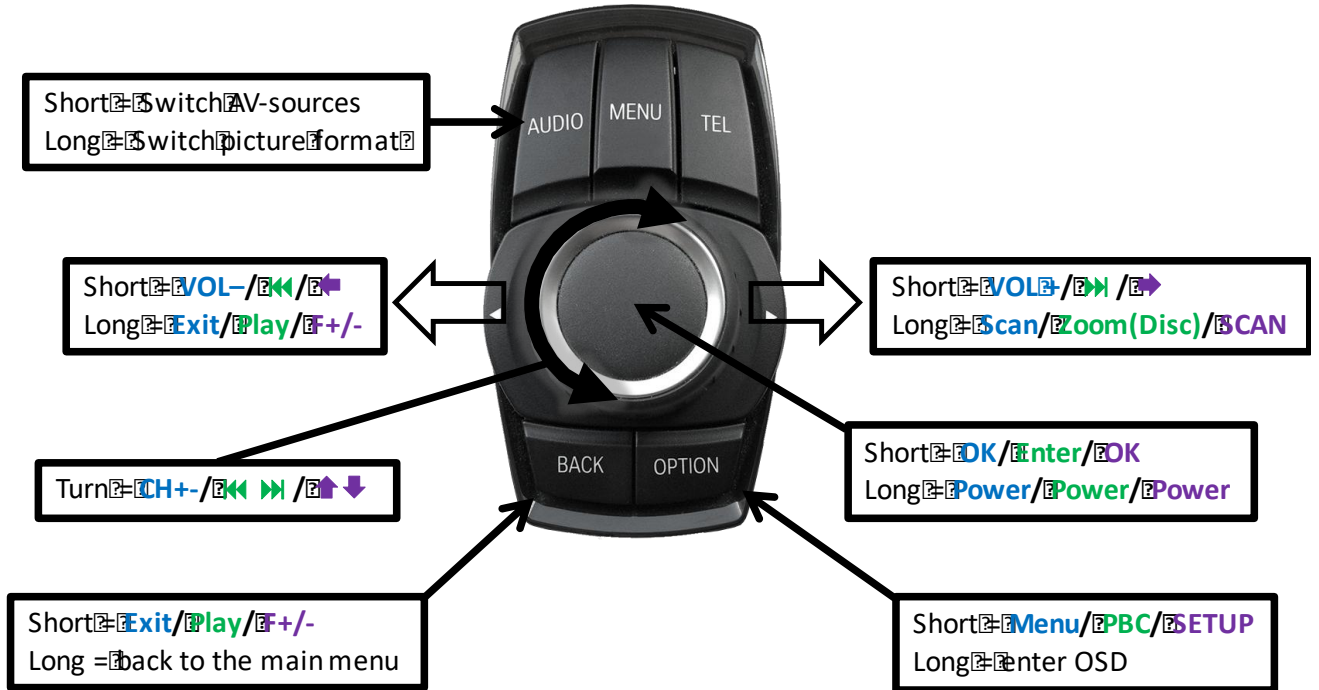 Short = Switch AV-sources
Long = Switch picture format
AUDIO
MENU
TEL
Short = VOL–/ ⏮ / ⬅
Long = Exit/ Play/ F+/-
Short = VOL + / ⏭ / ➡
Long = Scan/ Zoom(Disc)/ SCAN
Turn = CH+-/ ⏮ ⏭ / ⬆ ⬇
BACK
OPTION
Short = OK/ Enter/ OK
Long = Power/ Power/ Power
Short = Exit/ Play/ F+/-
Long = back to the main menu
Short = Menu/ PBC/ SETUP
Long = enter OSD